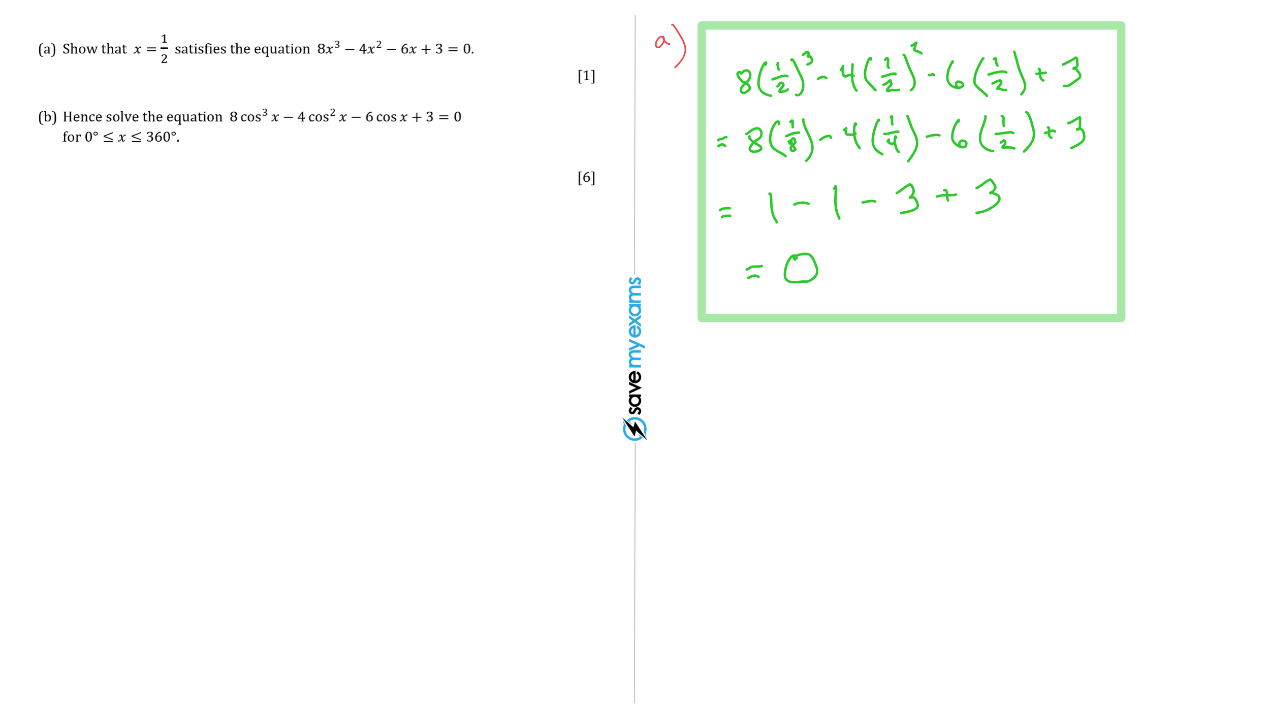 (a) Show that x = 1/2 satisfies the equation 8x³ − 4x² − 6x + 3 = 0.
[1]
(b) Hence solve the equation 8 cos³ x − 4 cos² x − 6 cos x + 3 = 0
for 0° ≤ x ≤ 360°.
[6]
save my exams
a)
8(1/2)³ − 4(1/2)² − 6(1/2) + 3
= 8(1/8) − 4(1/4) − 6(1/2) + 3
= 1 − 1 − 3 + 3
= 0